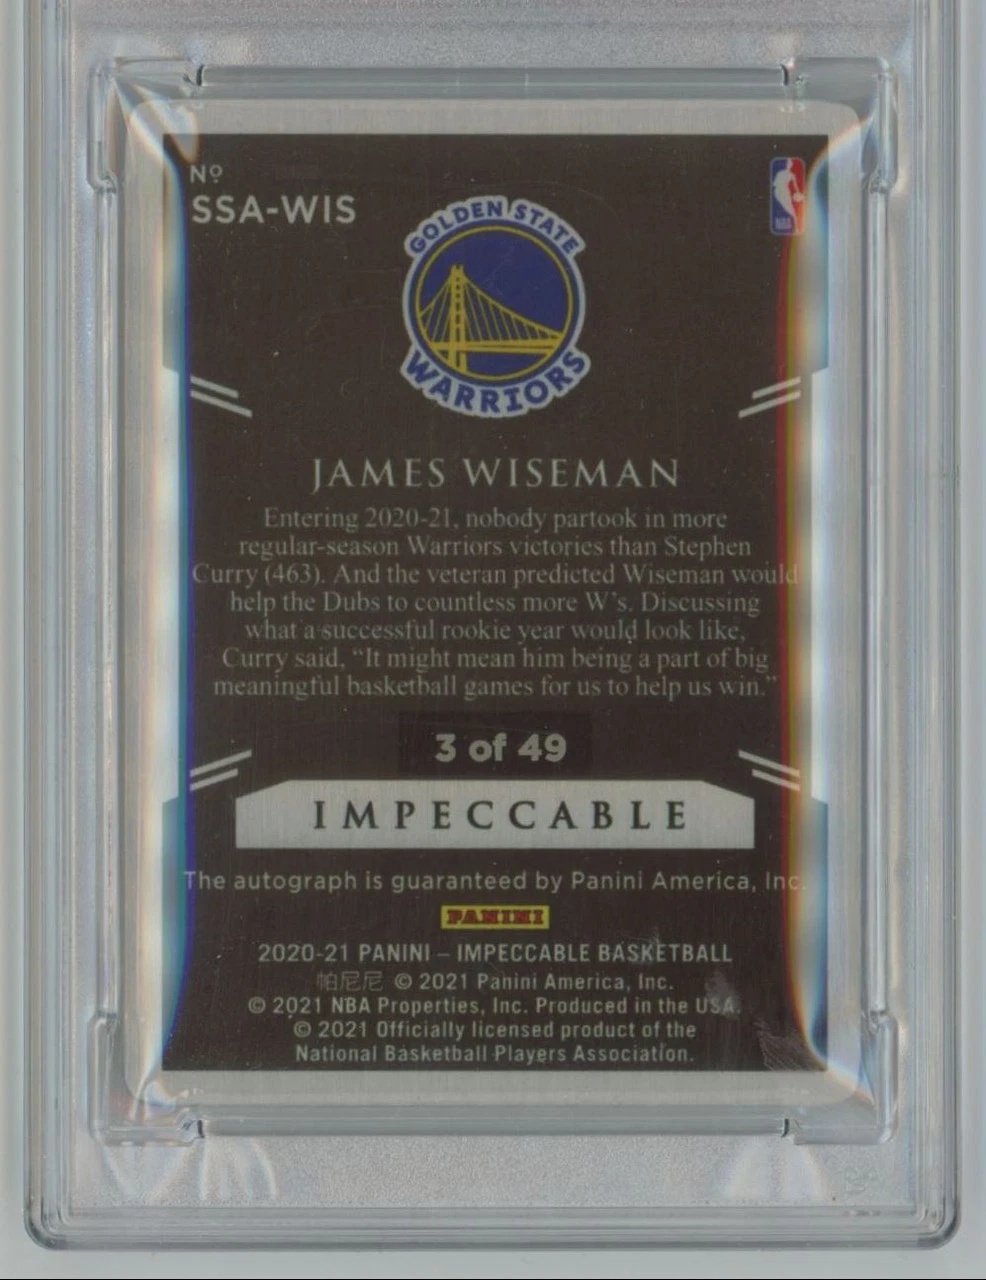 Nº
SSA-WIS
NBA
GOLDEN STATE
WARRIORS
JAMES WISEMAN
Entering 2020-21, nobody partook in more
regular-season Warriors victories than Stephen
Curry (463). And the veteran predicted Wiseman would
help the Dubs to countless more W's. Discussing
what a successful rookie year would look like,
Curry said, “It might mean him being a part of big
meaningful basketball games for us to help us win.”
3 of 49
IMPECCABLE
The autograph is guaranteed by Panini America, Inc.
PANINI
2020-21 PANINI – IMPECCABLE BASKETBALL
帕尼尼 © 2021 Panini America, Inc.
© 2021 NBA Properties, Inc. Produced in the USA.
© 2021 Officially licensed product of the
National Basketball Players Association.